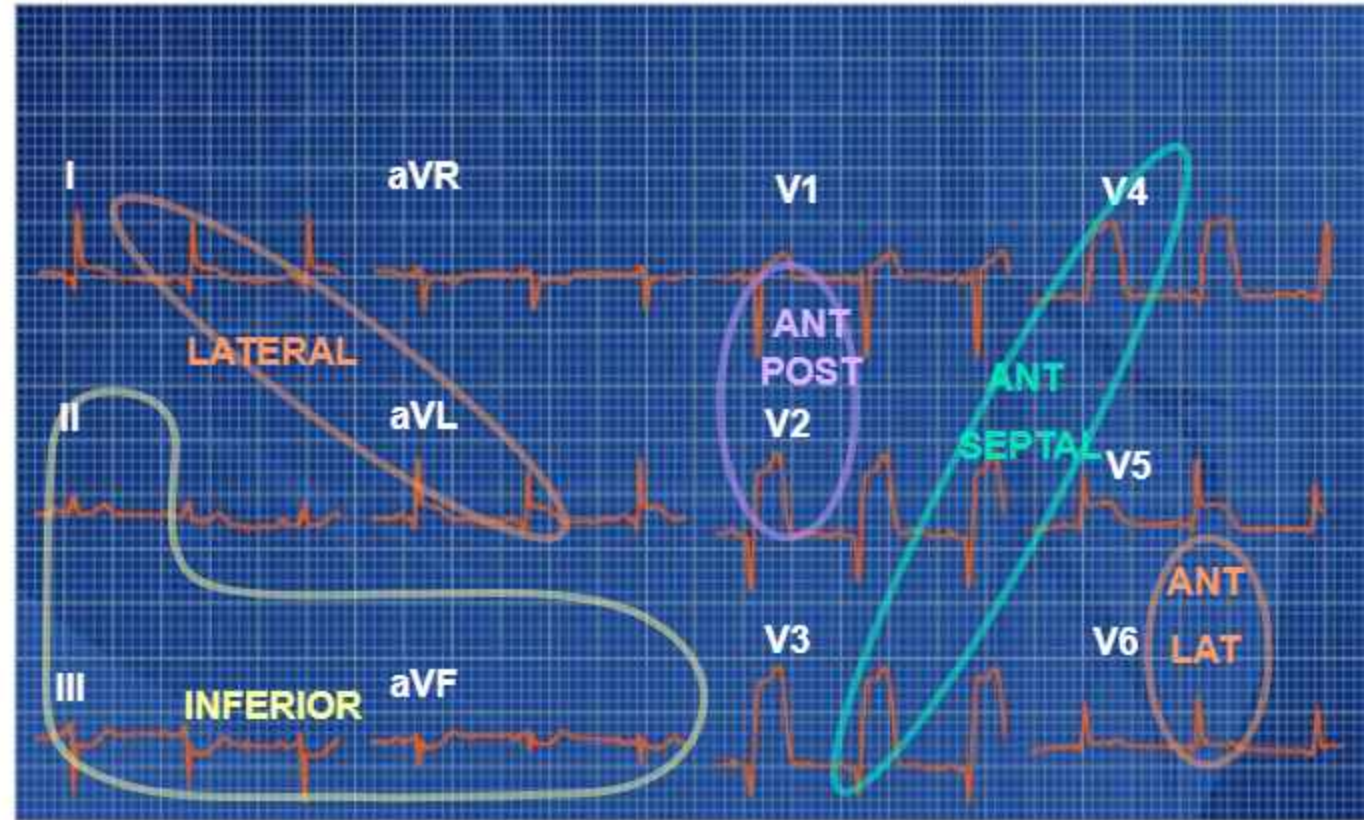 I
aVR
V1
V4
LATERAL
ANT
POST
ANT
SEPTAL
II
aVL
V2
V5
ANT
LAT
III
INFERIOR
aVF
V3
V6